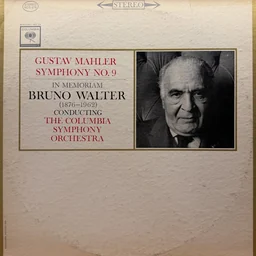 STEREO
GUSTAV MAHLER
SYMPHONY NO. 9
IN MEMORIAM
BRUNO WALTER
(1876–1962)
CONDUCTING
THE COLUMBIA
SYMPHONY
ORCHESTRA